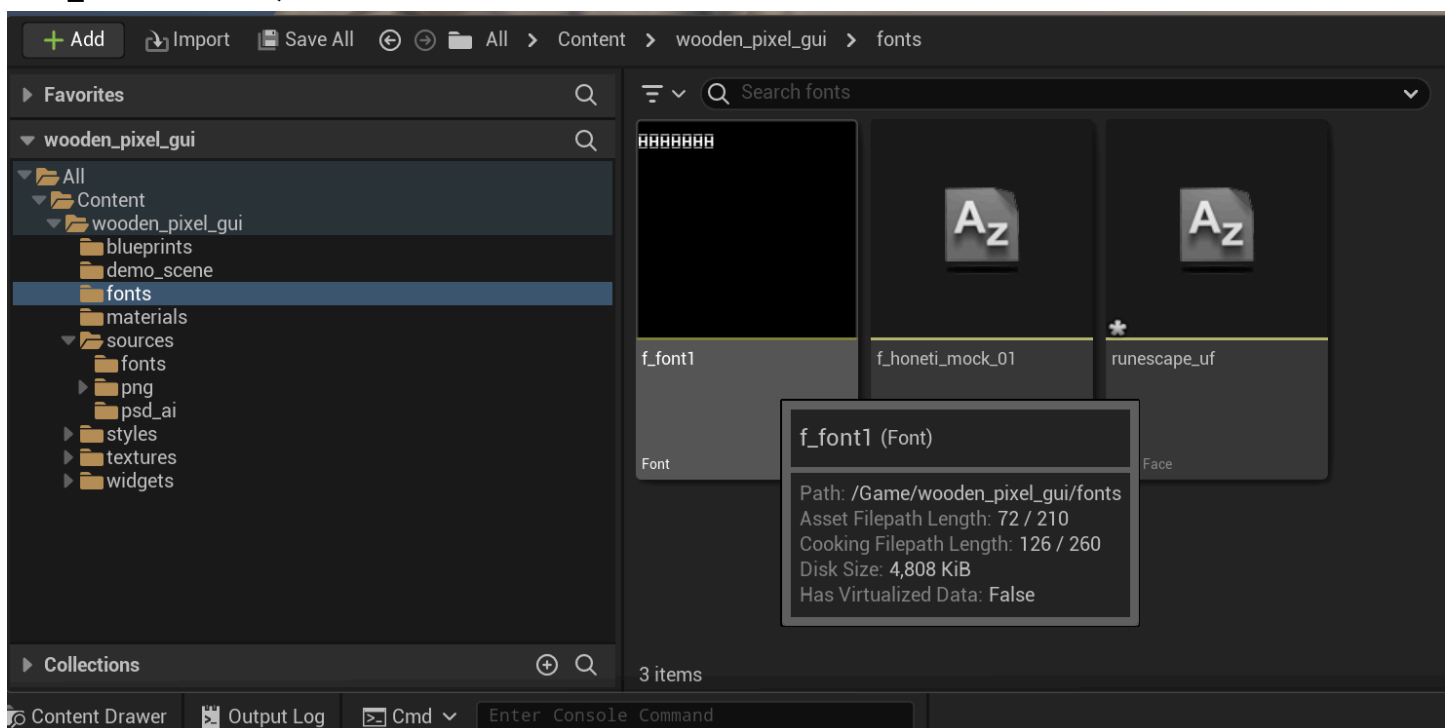 Add Import Save All All > Content > wooden_pixel_gui > fonts
Favorites
wooden_pixel_gui
All
Content
wooden_pixel_gui
blueprints
demo_scene
fonts
materials
sources
fonts
png
psd_ai
styles
textures
widgets
Collections
Search fonts
f_font1
Font
f_honeti_mock_01
runescape_uf
Face
f_font1 (Font)
Path: /Game/wooden_pixel_gui/fonts
Asset Filepath Length: 72 / 210
Cooking Filepath Length: 126 / 260
Disk Size: 4,808 KiB
Has Virtualized Data: False
3 items
Content Drawer Output Log Cmd Enter Console Command